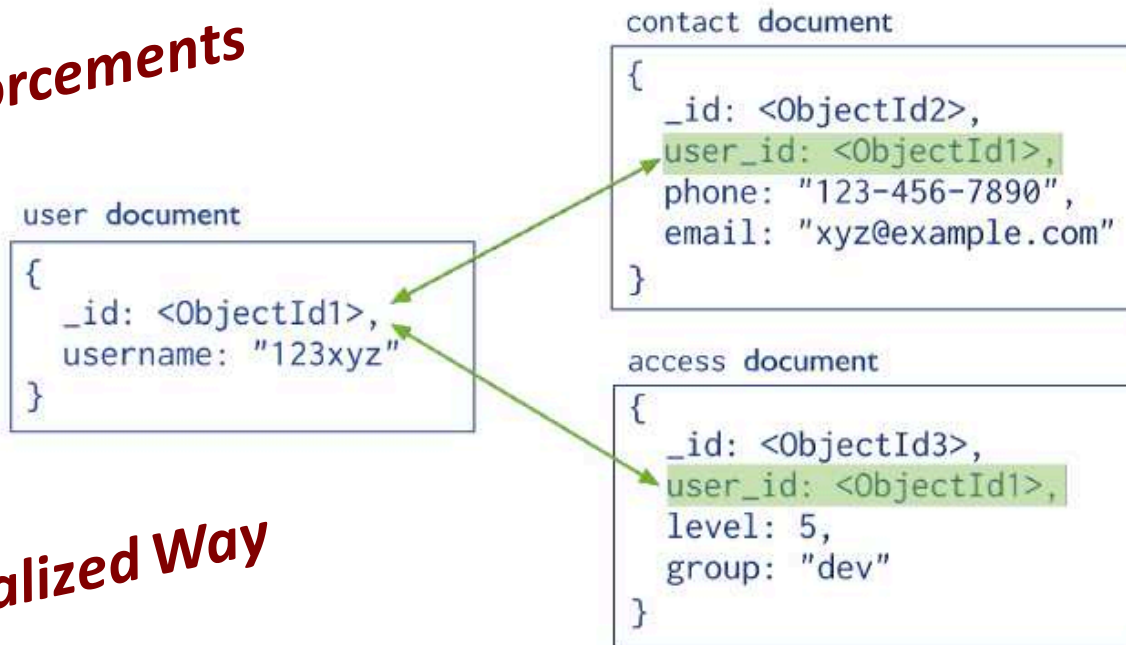 orcements
user document
{
_id: <ObjectId1>,
username: "123xyz"
}
alized Way
contact document
{
_id: <ObjectId2>,
user_id: <ObjectId1>,
phone: "123-456-7890",
email: "xyz@example.com"
}
access document
{
_id: <ObjectId3>,
user_id: <ObjectId1>,
level: 5,
group: "dev"
}